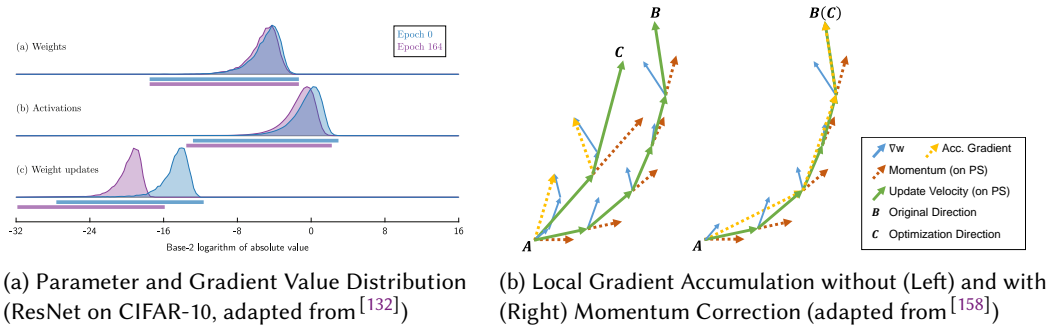 (a) Weights
Epoch 0
Epoch 164
(b) Activations
(c) Weight updates
-32 -24 -16 -8 0 8 16
Base-2 logarithm of absolute value
(a) Parameter and Gradient Value Distribution
(ResNet on CIFAR-10, adapted from[132])
B
C
A
B(C)
A
∇w Acc. Gradient
Momentum (on PS)
Update Velocity (on PS)
B Original Direction
C Optimization Direction
(b) Local Gradient Accumulation without (Left) and with
(Right) Momentum Correction (adapted from[158])